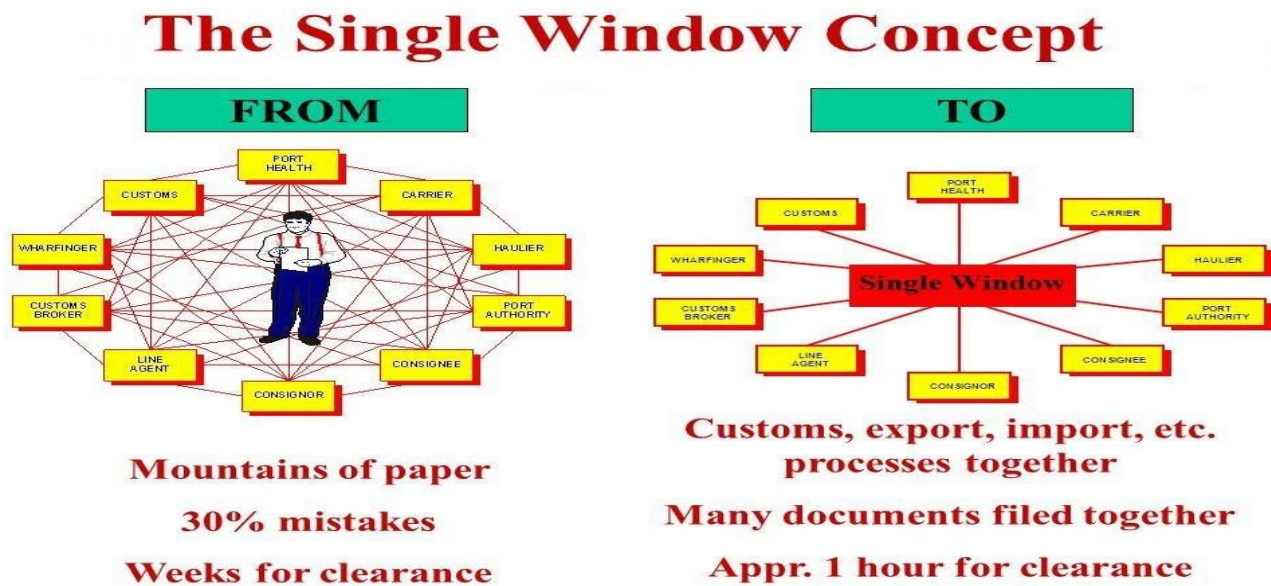 The Single Window Concept
FROM
PORT
HEALTH
CUSTOMS
CARRIER
WHARFINGER
HAULIER
CUSTOMS
BROKER
PORT
AUTHORITY
LINE
AGENT
CONSIGNEE
CONSIGNOR
Mountains of paper
30% mistakes
Weeks for clearance
TO
PORT
HEALTH
CUSTOMS
CARRIER
WHARFINGER
HAULIER
Single Window
CUSTOMS
BROKER
PORT
AUTHORITY
LINE
AGENT
CONSIGNEE
CONSIGNOR
Customs, export, import, etc.
processes together
Many documents filed together
Appr. 1 hour for clearance